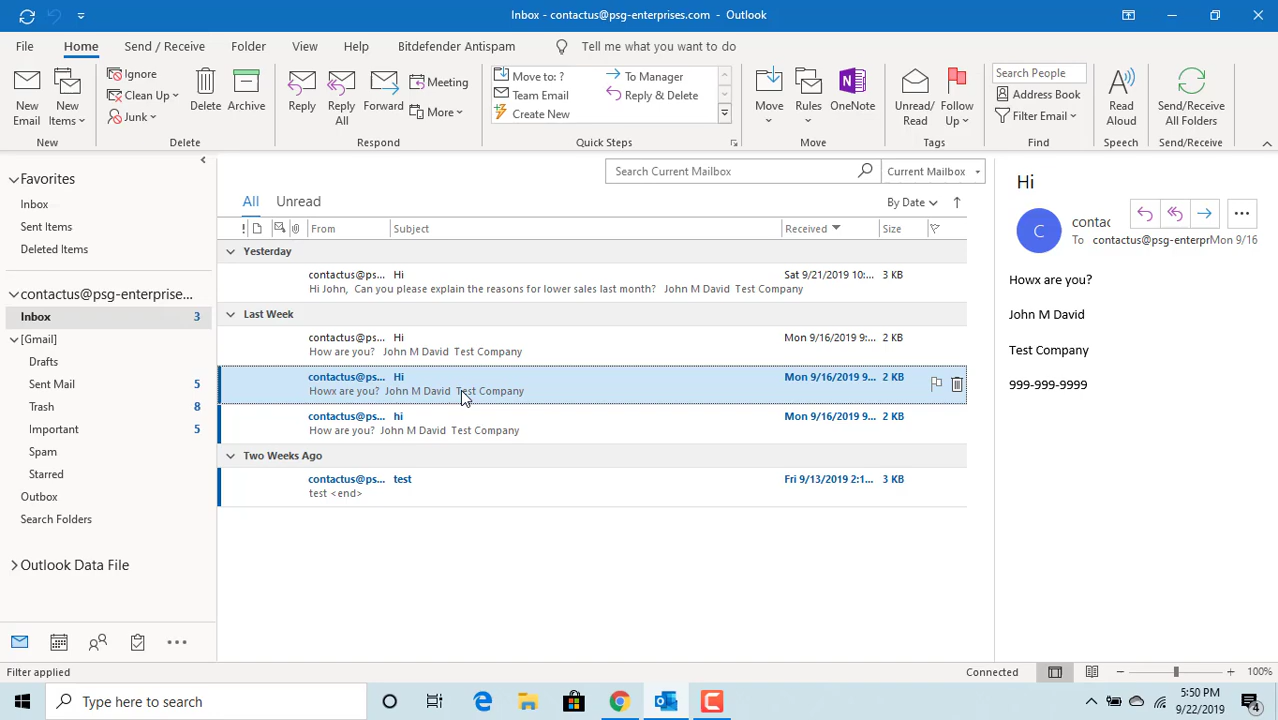 Inbox - contactus@psg-enterprises.com - Outlook
File Home Send / Receive Folder View Help Bitdefender Antispam Tell me what you want to do
New Email
New Items
Ignore
Clean Up
Junk
Delete
Archive
Reply
Reply All
Forward
Meeting
More
Move to: ?
Team Email
Create New
To Manager
Reply & Delete
Move
Rules
OneNote
Unread/ Read
Follow Up
Search People
Address Book
Filter Email
Read Aloud
Send/Receive All Folders
New Delete Respond Quick Steps Move Tags Find Speech Send/Receive
Favorites
Inbox
Sent Items
Deleted Items
contactus@psg-enterprise...
Inbox 3
[Gmail]
Drafts
Sent Mail 5
Trash 8
Important 5
Spam
Starred
Outbox
Search Folders
Outlook Data File
Search Current Mailbox Current Mailbox
All Unread By Date
! From Subject Received Size
Yesterday
contactus@ps... Hi Sat 9/21/2019 10:... 3 KB
Hi John, Can you please explain the reasons for lower sales last month? John M David Test Company
Last Week
contactus@ps... Hi Mon 9/16/2019 9:... 2 KB
How are you? John M David Test Company
contactus@ps... Hi Mon 9/16/2019 9... 2 KB
Howx are you? John M David Test Company
contactus@ps... hi Mon 9/16/2019 9... 2 KB
How are you? John M David Test Company
Two Weeks Ago
contactus@ps... test Fri 9/13/2019 2:1... 3 KB
test <end>
Hi
C
contac
To contactus@psg-enterpr Mon 9/16
Howx are you?
John M David
Test Company
999-999-9999
Filter applied Connected 100%
Type here to search
5:50 PM
9/22/2019
4